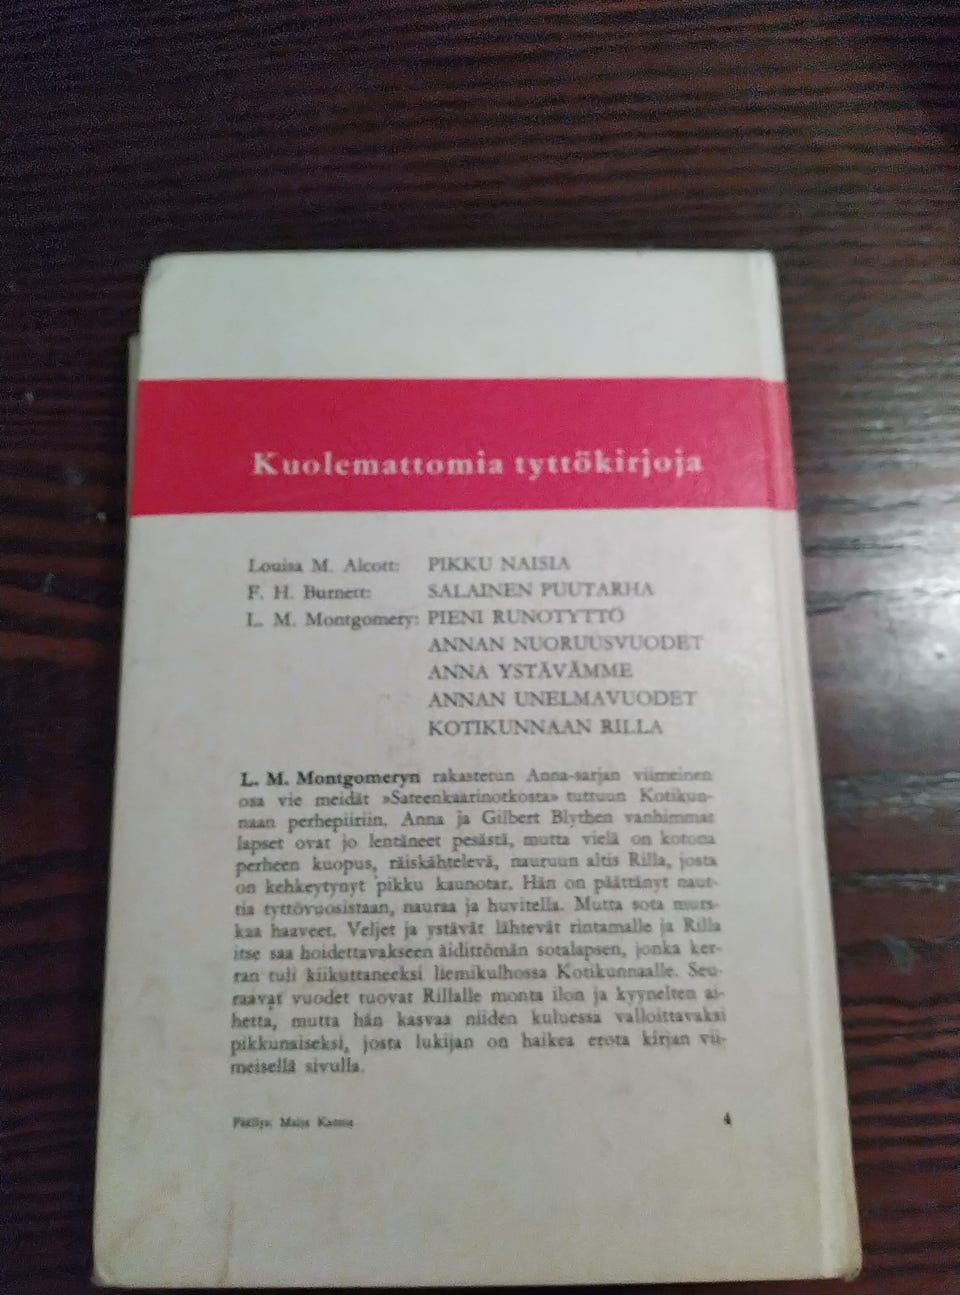 Kuolemattomia tyttökirjoja
Louisa M. Alcott: PIKKU NAISIA
F. H. Burnett: SALAINEN PUUTARHA
L. M. Montgomery: PIENI RUNOTYTTÖ
ANNAN NUORUUSVUODET
ANNA YSTÄVÄMME
ANNAN UNELMAVUODET
KOTIKUNNAAN RILLA
L. M. Montgomeryn rakastetun Anna-sarjan viimeinen
osa vie meidät »Sateenkaarinotkosta» tuttuun Kotikun-
naan perhepiiriin. Anna ja Gilbert Blythen vanhimmat
lapset ovat jo lentäneet pesästä, mutta vielä on kotona
perheen kuopus, räiskähtelevä, nauruun altis Rilla, josta
on kehkeytynyt pikku kaunotar. Hän on päättänyt naut-
tia tyttövuosistaan, nauraa ja huvitella. Mutta sota murs-
kaa haaveet. Veljet ja ystävät lähtevät rintamalle ja Rilla
itse saa hoidettavakseen äidittömän sotalapsen, jonka ker-
ran tuli kiikuttaneeksi liemikulhossa Kotikunnaalle. Seu-
raavat vuodet tuovat Rillalle monta ilon ja kyynelten ai-
hetta, mutta hän kasvaa niiden kuluessa valloittavaksi
pikkunaiseksi, josta lukijan on haikea erota kirjan vii-
meisellä sivulla.
Päällys: Maija Karma
4